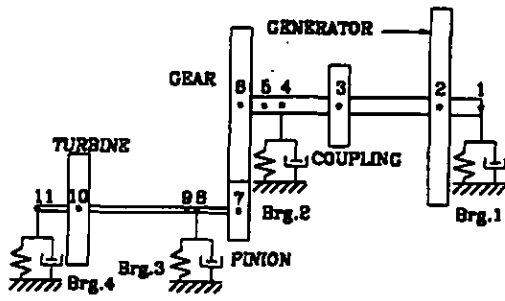 GENERATOR
GEAR
6 5 4 3 2 1
TURBINE
COUPLING
11 10 9 8 7
Brg.2 Brg.1
Brg.3 PINION
Brg.4